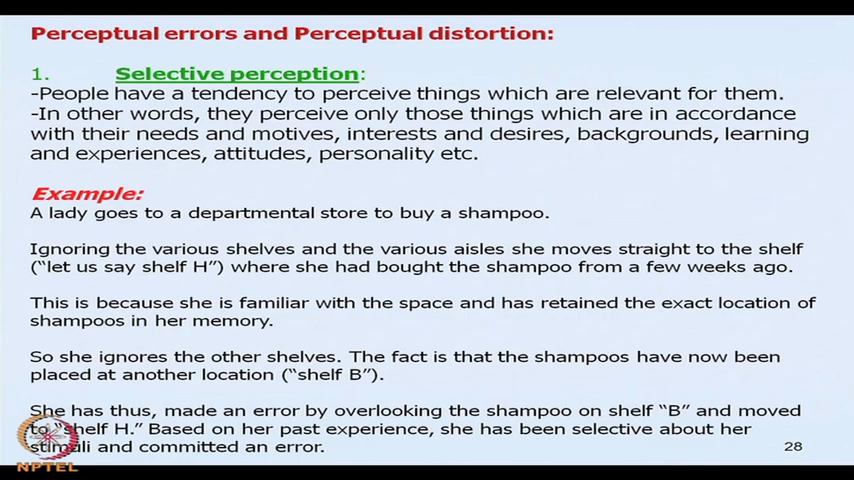 Perceptual errors and Perceptual distortion:
1. Selective perception:
-People have a tendency to perceive things which are relevant for them.
-In other words, they perceive only those things which are in accordance
with their needs and motives, interests and desires, backgrounds, learning
and experiences, attitudes, personality etc.
Example:
A lady goes to a departmental store to buy a shampoo.
Ignoring the various shelves and the various aisles she moves straight to the shelf
("let us say shelf H") where she had bought the shampoo from a few weeks ago.
This is because she is familiar with the space and has retained the exact location of
shampoos in her memory.
So she ignores the other shelves. The fact is that the shampoos have now been
placed at another location ("shelf B").
She has thus, made an error by overlooking the shampoo on shelf "B" and moved
to "shelf H." Based on her past experience, she has been selective about her
stimuli and committed an error.
28
NPTEL